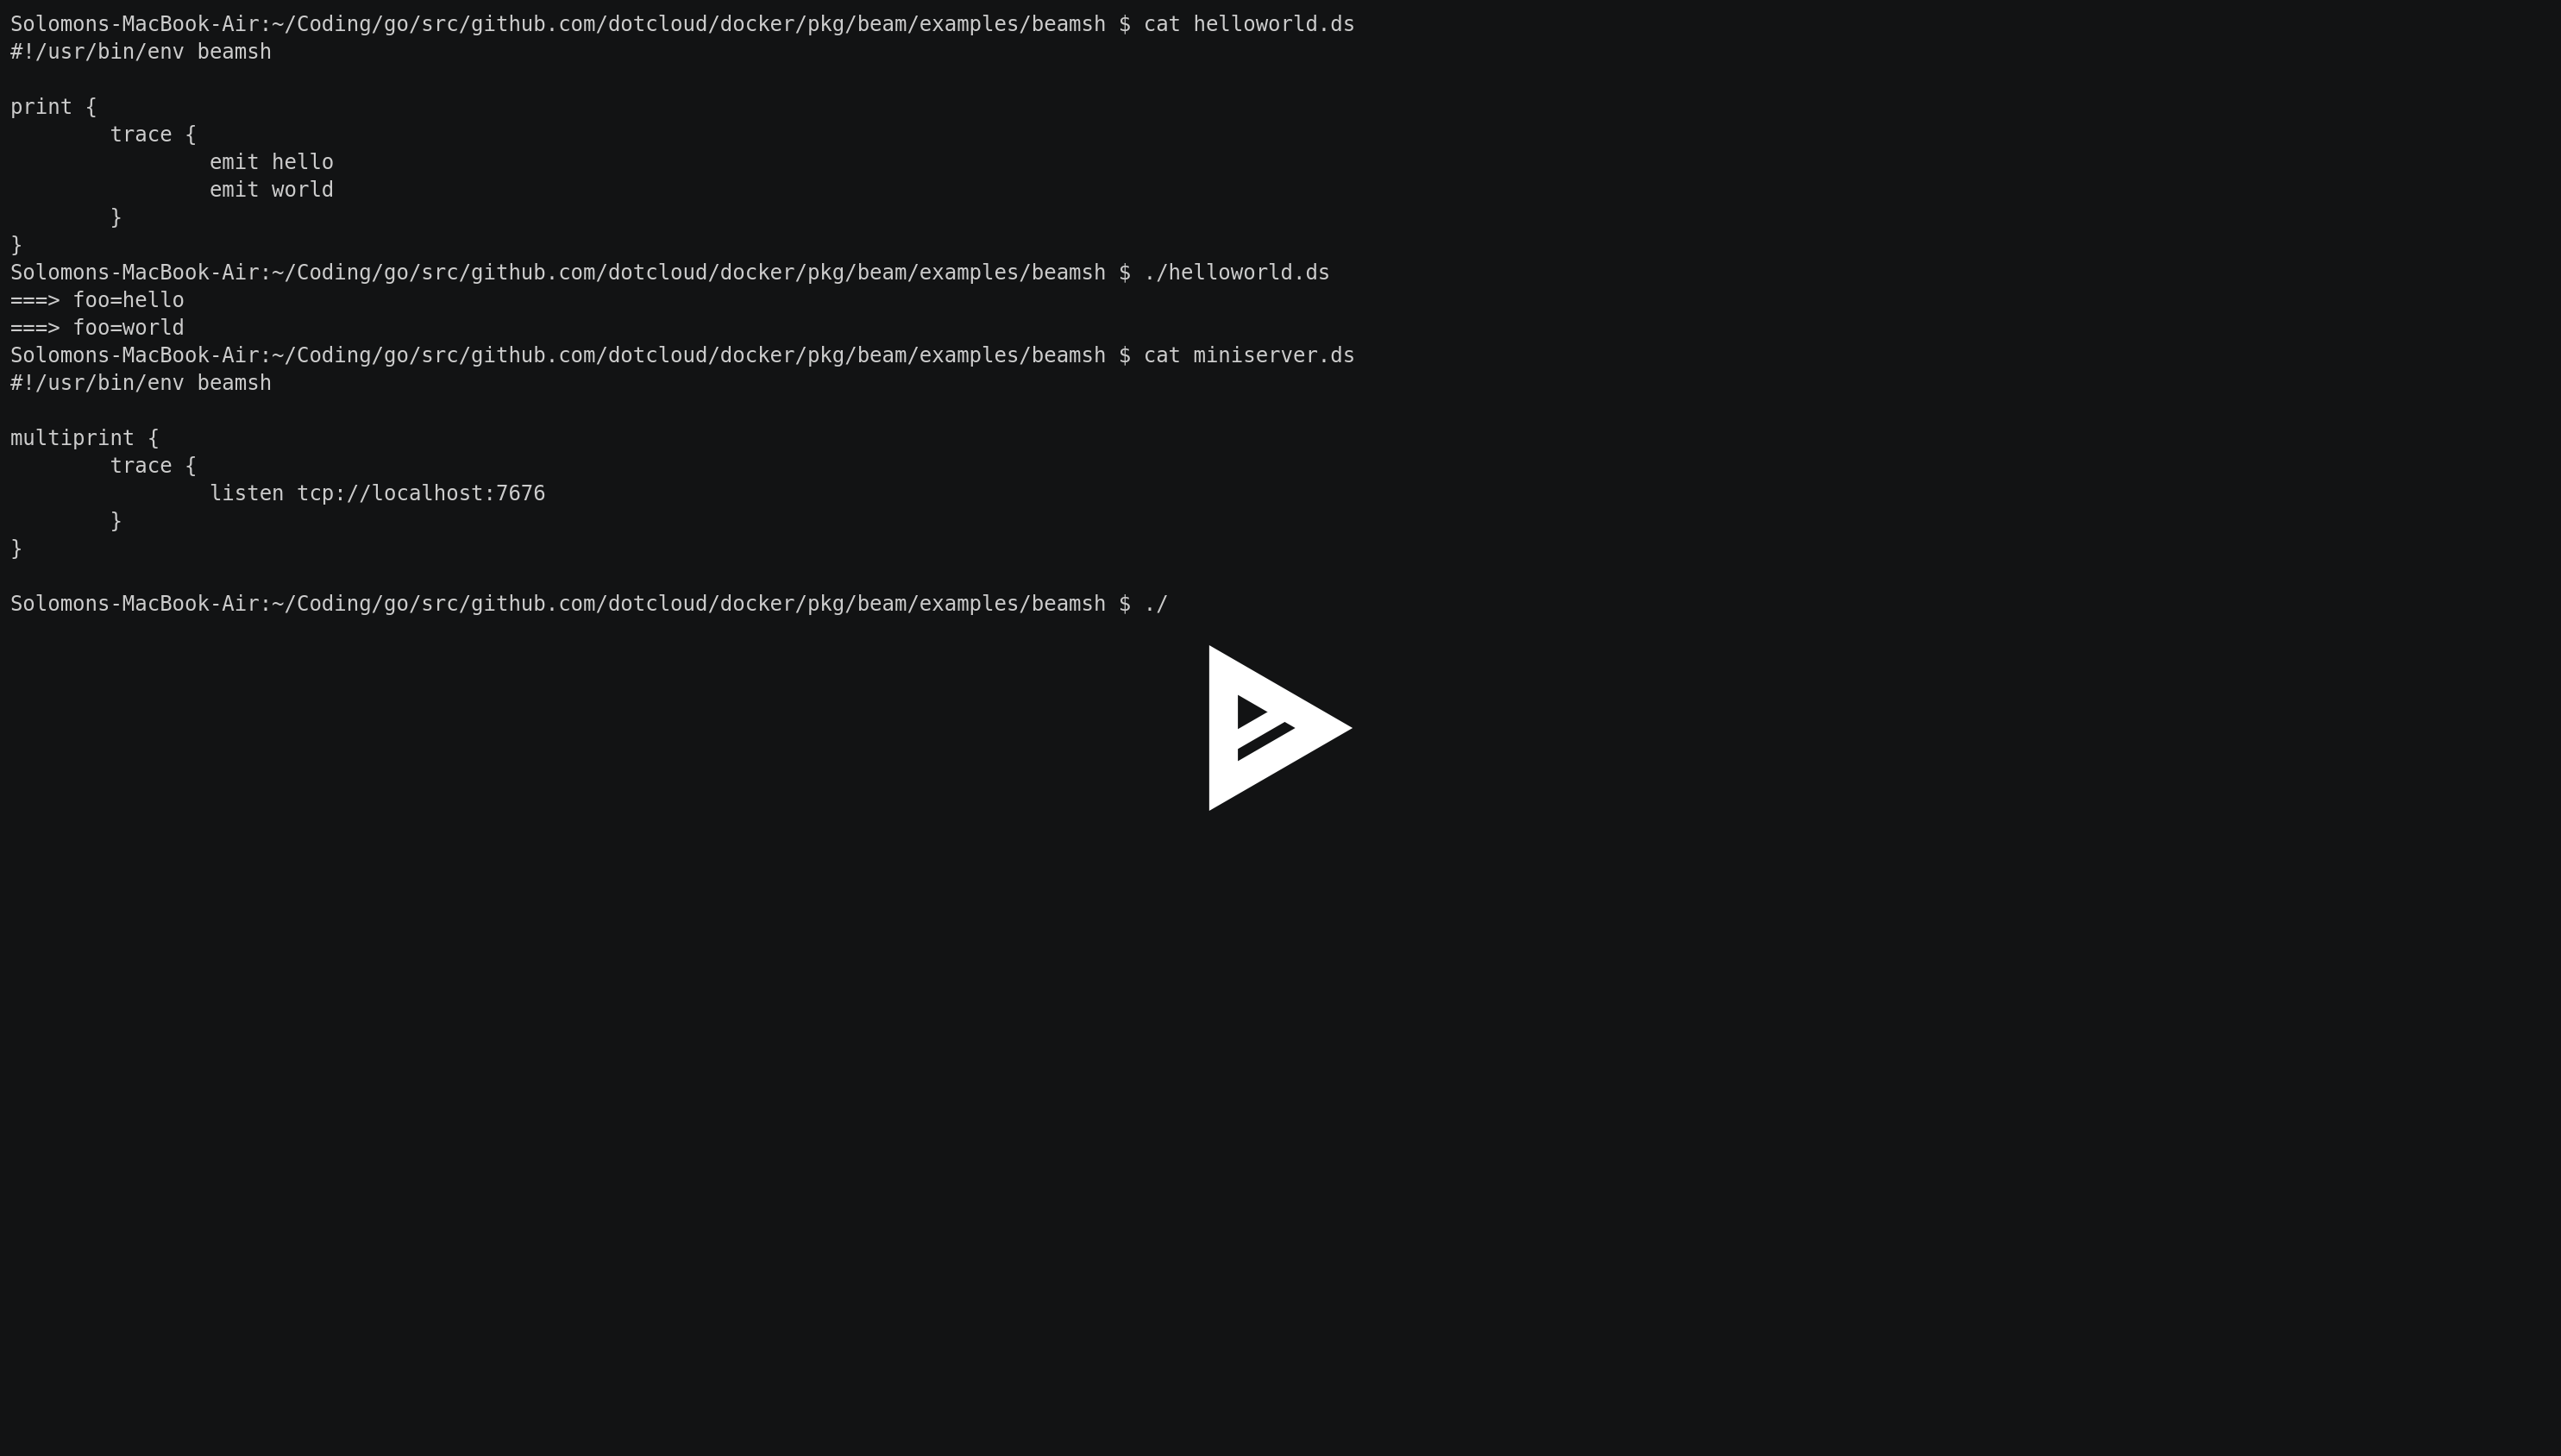 Solomons-MacBook-Air:~/Coding/go/src/github.com/dotcloud/docker/pkg/beam/examples/beamsh $ cat helloworld.ds
#!/usr/bin/env beamsh

print {
        trace {
                emit hello
                emit world
        }
}
Solomons-MacBook-Air:~/Coding/go/src/github.com/dotcloud/docker/pkg/beam/examples/beamsh $ ./helloworld.ds
===> foo=hello
===> foo=world
Solomons-MacBook-Air:~/Coding/go/src/github.com/dotcloud/docker/pkg/beam/examples/beamsh $ cat miniserver.ds
#!/usr/bin/env beamsh

multiprint {
        trace {
                listen tcp://localhost:7676
        }
}

Solomons-MacBook-Air:~/Coding/go/src/github.com/dotcloud/docker/pkg/beam/examples/beamsh $ ./